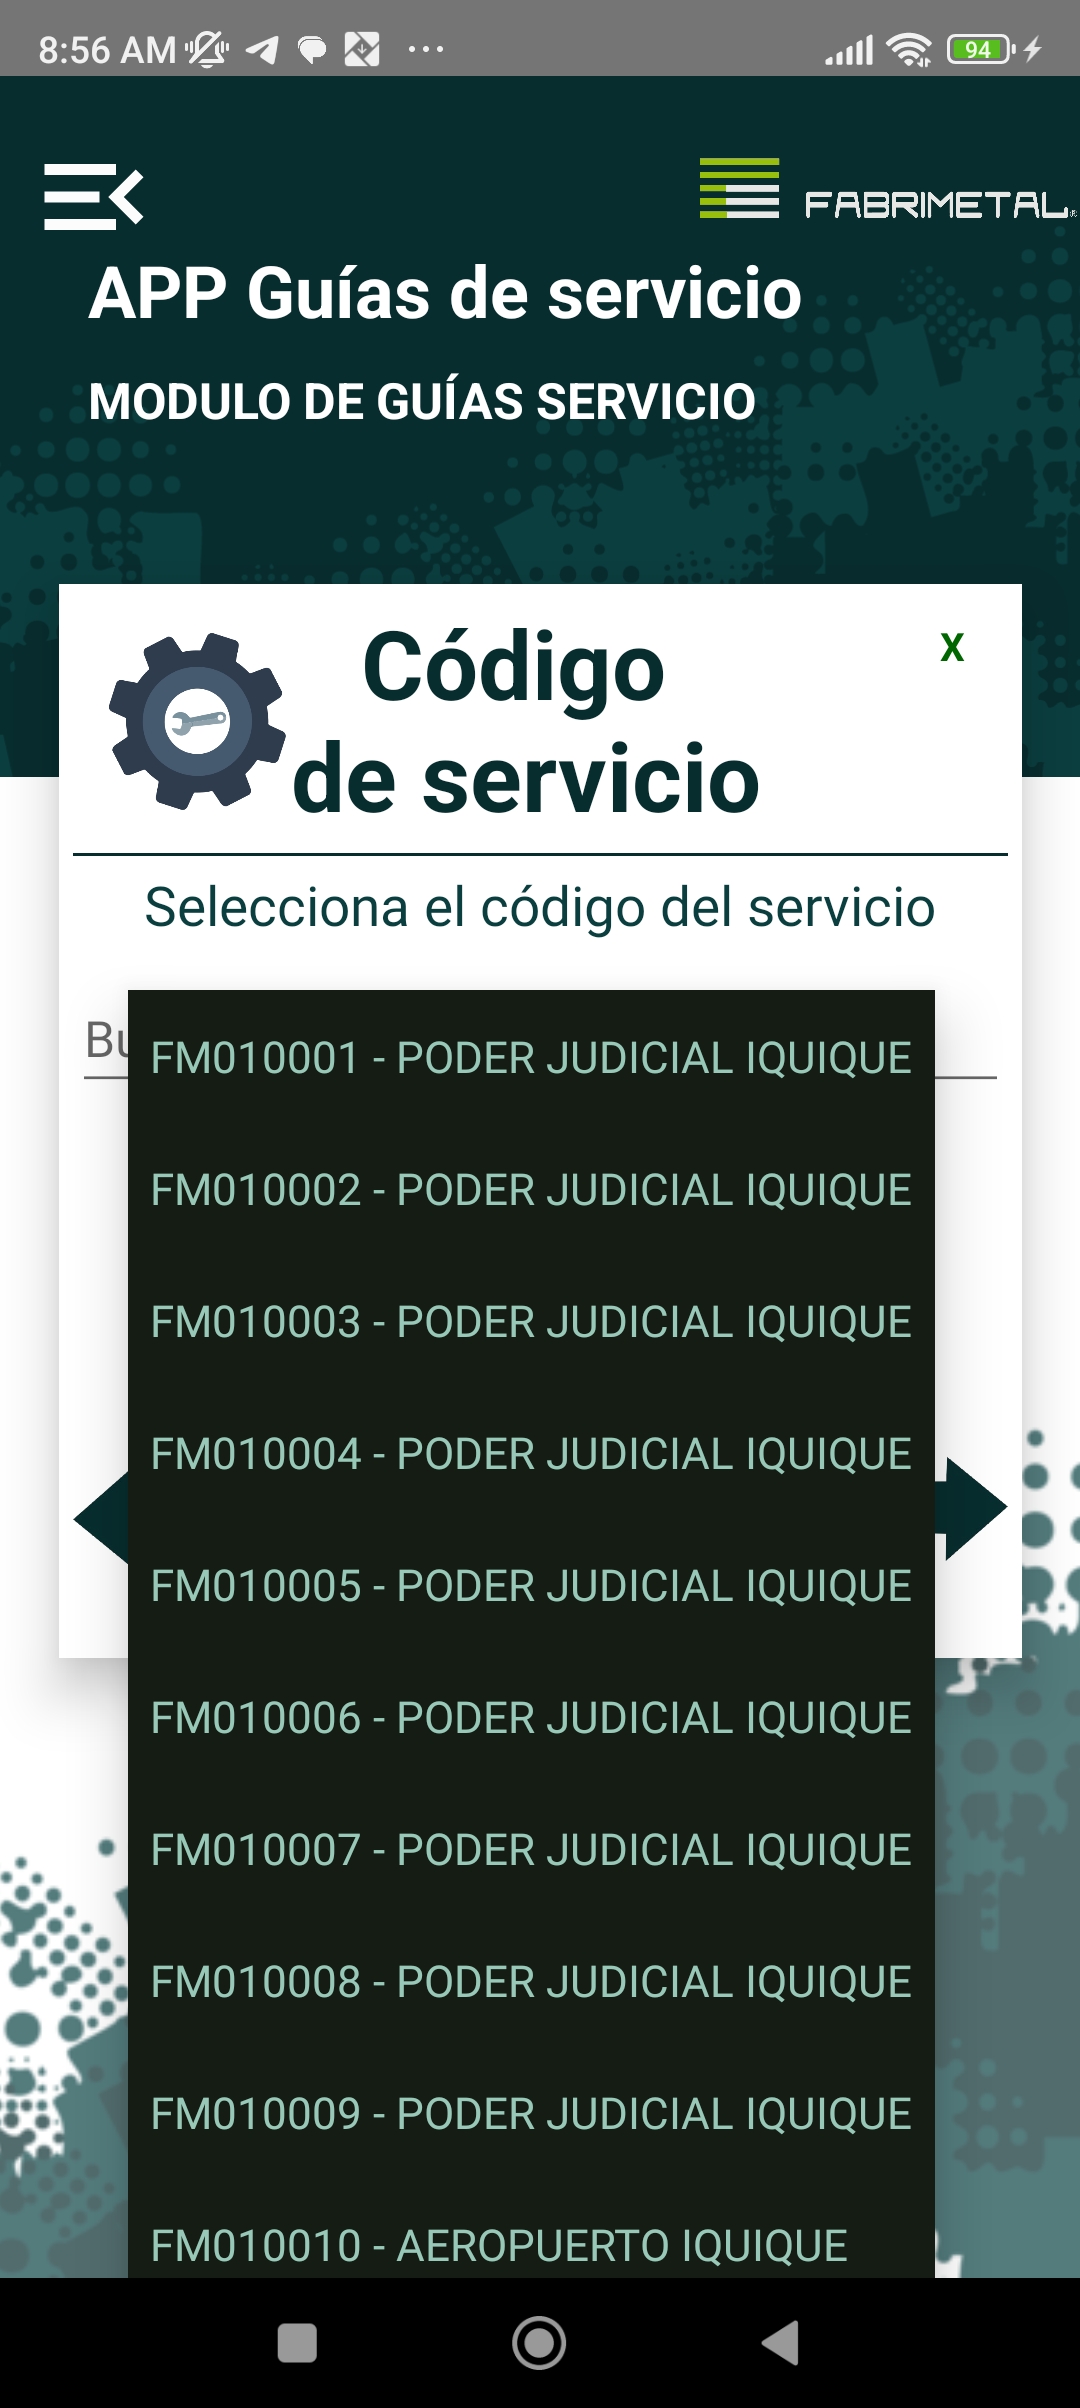 8:56 AM
94
FABRIMETAL
APP Guías de servicio
MODULO DE GUÍAS SERVICIO
Código
de servicio
X
Selecciona el código del servicio
Bu
FM010001 - PODER JUDICIAL IQUIQUE
FM010002 - PODER JUDICIAL IQUIQUE
FM010003 - PODER JUDICIAL IQUIQUE
FM010004 - PODER JUDICIAL IQUIQUE
FM010005 - PODER JUDICIAL IQUIQUE
FM010006 - PODER JUDICIAL IQUIQUE
FM010007 - PODER JUDICIAL IQUIQUE
FM010008 - PODER JUDICIAL IQUIQUE
FM010009 - PODER JUDICIAL IQUIQUE
FM010010 - AEROPUERTO IQUIQUE